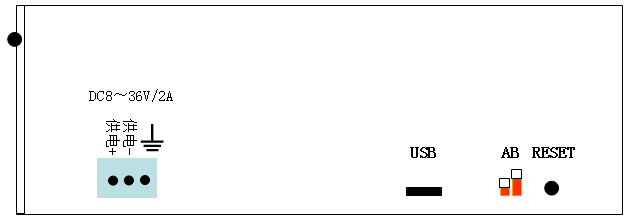 DC8～36V/2A
+ -
USB AB RESET